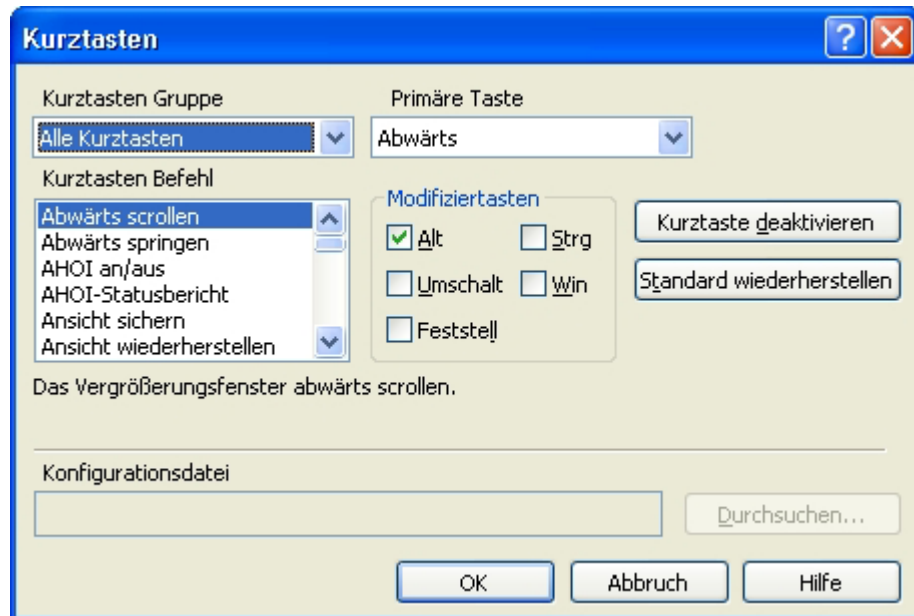 Kurztasten
Kurztasten Gruppe
Primäre Taste
Alle Kurztasten
Abwärts
Kurztasten Befehl
Abwärts scrollen
Abwärts springen
AHOI an/aus
AHOI-Statusbericht
Ansicht sichern
Ansicht wiederherstellen
Modifiziertasten
Alt
Strg
Umschalt
Win
Feststell
Kurztaste deaktivieren
Standard wiederherstellen
Das Vergrößerungsfenster abwärts scrollen.
Konfigurationsdatei
Durchsuchen...
OK
Abbruch
Hilfe